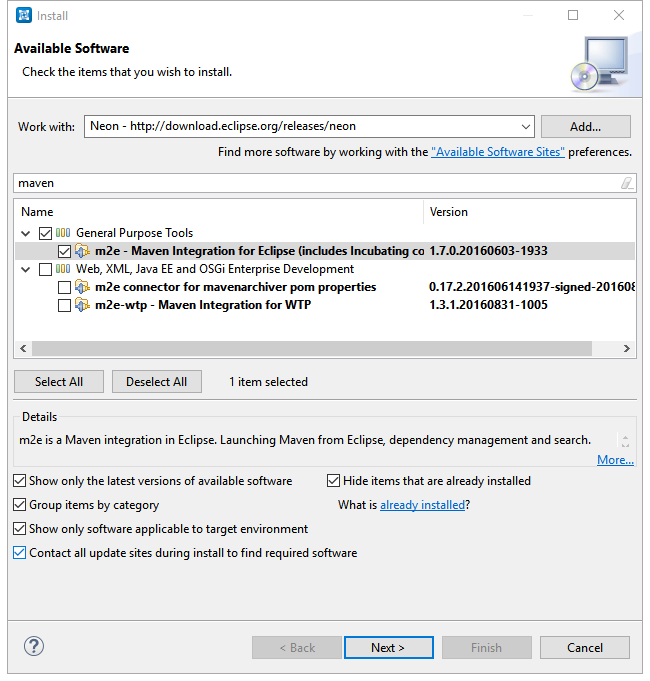 Install
Available Software
Check the items that you wish to install.
Work with: Neon - http://download.eclipse.org/releases/neon Add...
Find more software by working with the "Available Software Sites" preferences.
maven
Name Version
General Purpose Tools
m2e - Maven Integration for Eclipse (includes Incubating co 1.7.0.20160603-1933
Web, XML, Java EE and OSGi Enterprise Development
m2e connector for mavenarchiver pom properties 0.17.2.201606141937-signed-201608
m2e-wtp - Maven Integration for WTP 1.3.1.20160831-1005
Select All Deselect All 1 item selected
Details
m2e is a Maven integration in Eclipse. Launching Maven from Eclipse, dependency management and search.
More...
Show only the latest versions of available software Hide items that are already installed
Group items by category What is already installed?
Show only software applicable to target environment
Contact all update sites during install to find required software
? < Back Next > Finish Cancel